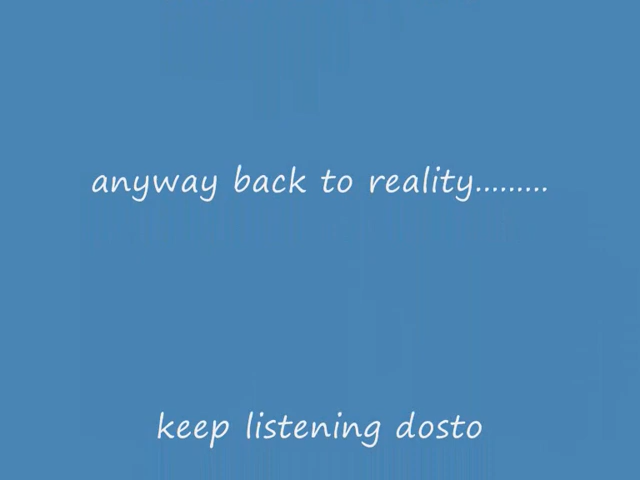 anyway back to reality.........
keep listening dosto